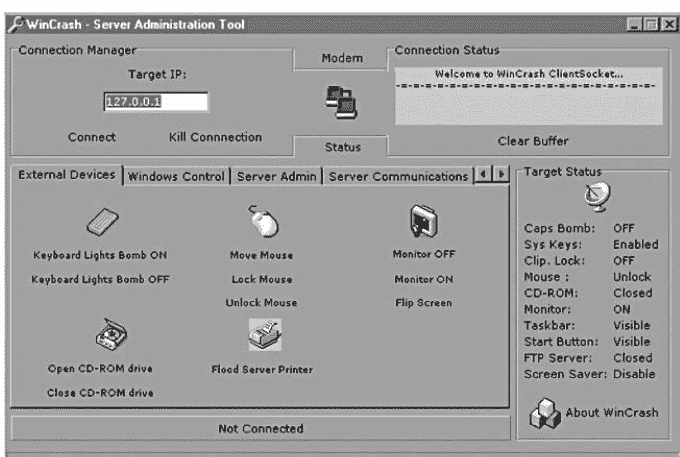 WinCrash - Server Administration Tool
Connection Manager
Target IP:
127.0.0.1
Connect Kill Connnection
Modem
Status
Connection Status
Welcome to WinCrash ClientSocket...
-=-=-=-=-=-=-=-=-=-=-=-=-=-=-=-=-=-=-=-=-=-
Clear Buffer
External Devices Windows Control Server Admin Server Communications
Keyboard Lights Bomb ON
Keyboard Lights Bomb OFF
Move Mouse
Lock Mouse
Unlock Mouse
Monitor OFF
Monitor ON
Flip Screen
Open CD-ROM drive
Close CD-ROM drive
Flood Server Printer
Target Status
Caps Bomb: OFF
Sys Keys: Enabled
Clip. Lock: OFF
Mouse : Unlock
CD-ROM: Closed
Monitor: ON
Taskbar: Visible
Start Button: Visible
FTP Server: Closed
Screen Saver: Disable
About WinCrash
Not Connected